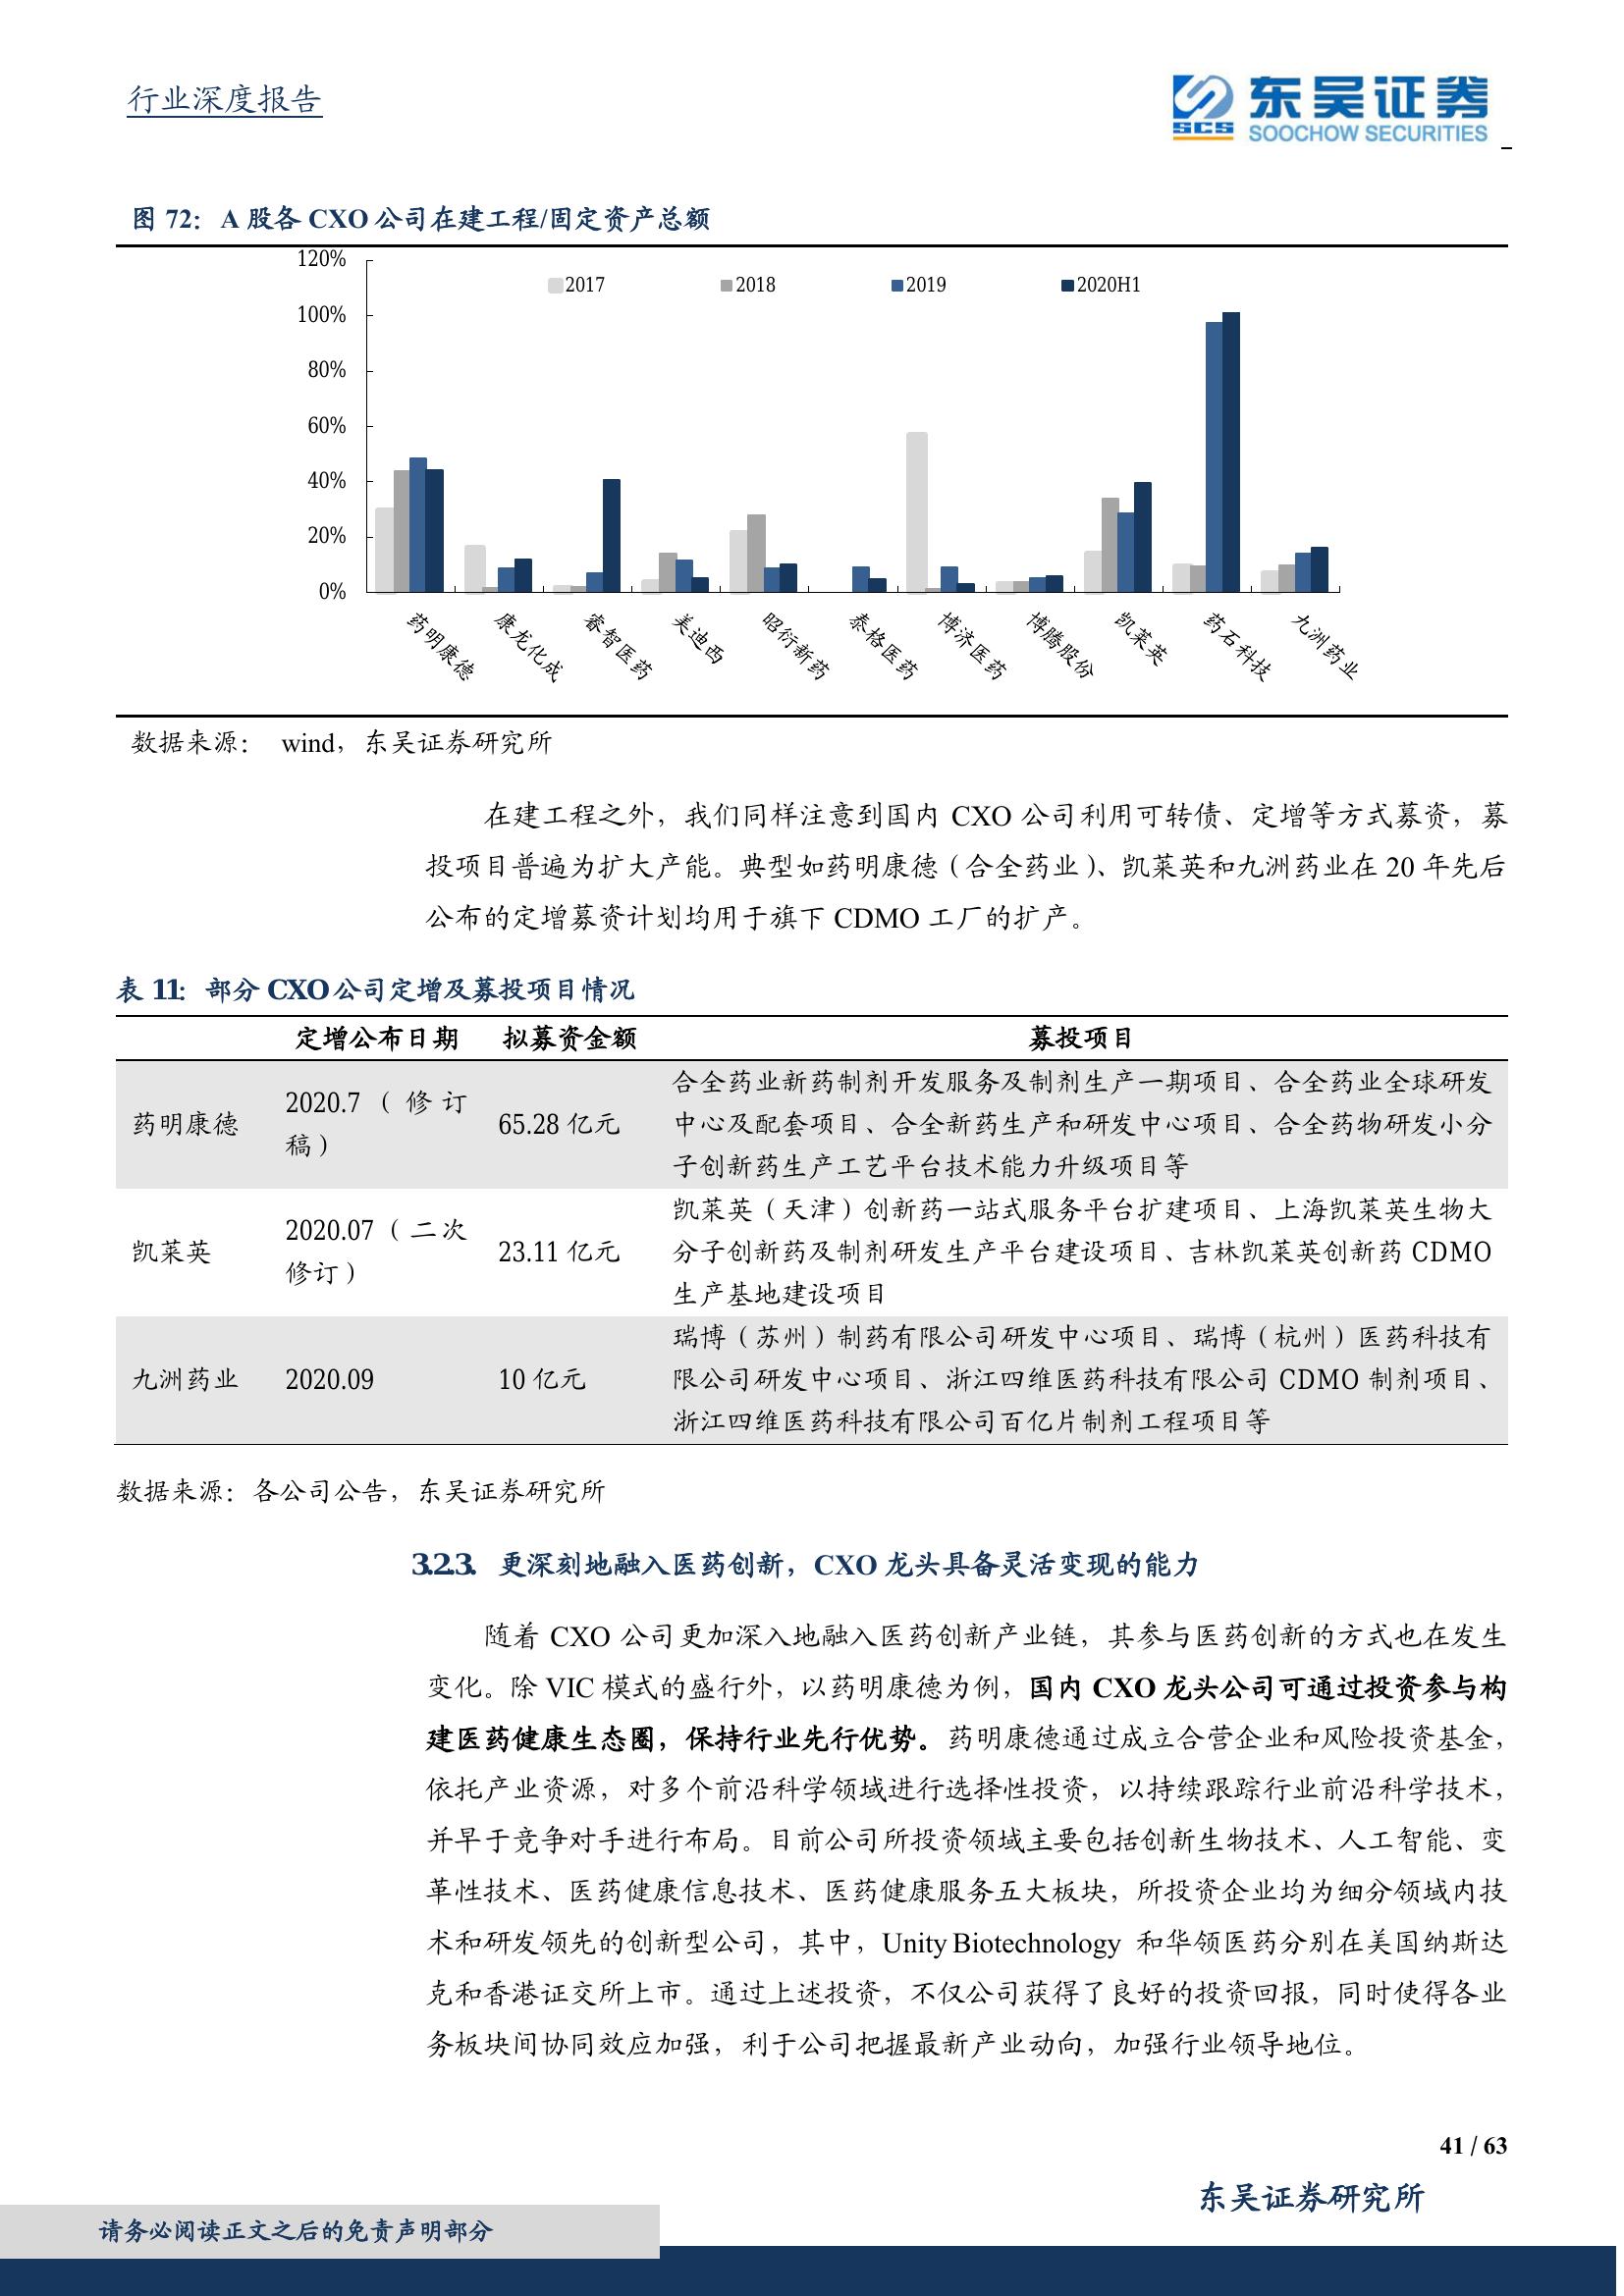 行业深度报告
SCS 东吴证券
SOOCHOW SECURITIES
图 72: A 股各 CXO 公司在建工程/固定资产总额
120%
100%
80%
60%
40%
20%
0%
2017 2018 2019 2020H1
药明康德 康龙化成 睿智医药 美迪西 昭衍新药 泰格医药 博济医药 博腾股份 凯莱英 药石科技 九洲药业
数据来源: wind，东吴证券研究所
在建工程之外，我们同样注意到国内 CXO 公司利用可转债、定增等方式募资，募
投项目普遍为扩大产能。典型如药明康德（合全药业）、凯莱英和九洲药业在 20 年先后
公布的定增募资计划均用于旗下 CDMO 工厂的扩产。
表 11: 部分 CXO 公司定增及募投项目情况
定增公布日期 拟募资金额 募投项目
药明康德
2020.7（修订
稿）
65.28 亿元
合全药业新药制剂开发服务及制剂生产一期项目、合全药业全球研发
中心及配套项目、合全新药生产和研发中心项目、合全药物研发小分
子创新药生产工艺平台技术能力升级项目等
凯莱英
2020.07（二次
修订）
23.11 亿元
凯莱英（天津）创新药一站式服务平台扩建项目、上海凯莱英生物大
分子创新药及制剂研发生产平台建设项目、吉林凯莱英创新药 CDMO
生产基地建设项目
九洲药业
2020.09
10 亿元
瑞博（苏州）制药有限公司研发中心项目、瑞博（杭州）医药科技有
限公司研发中心项目、浙江四维医药科技有限公司 CDMO 制剂项目、
浙江四维医药科技有限公司百亿片制剂工程项目等
数据来源：各公司公告，东吴证券研究所
3.2.3. 更深刻地融入医药创新，CXO 龙头具备灵活变现的能力
随着 CXO 公司更加深入地融入医药创新产业链，其参与医药创新的方式也在发生
变化。除 VIC 模式的盛行外，以药明康德为例，国内 CXO 龙头公司可通过投资参与构
建医药健康生态圈，保持行业先行优势。药明康德通过成立合营企业和风险投资基金，
依托产业资源，对多个前沿科学领域进行选择性投资，以持续跟踪行业前沿科学技术，
并早于竞争对手进行布局。目前公司所投资领域主要包括创新生物技术、人工智能、变
革性技术、医药健康信息技术、医药健康服务五大板块，所投资企业均为细分领域内技
术和研发领先的创新型公司，其中，Unity Biotechnology 和华领医药分别在美国纳斯达
克和香港证交所上市。通过上述投资，不仅公司获得了良好的投资回报，同时使得各业
务板块间协同效应加强，利于公司把握最新产业动向，加强行业领导地位。
41 / 63
东吴证券研究所
请务必阅读正文之后的免责声明部分